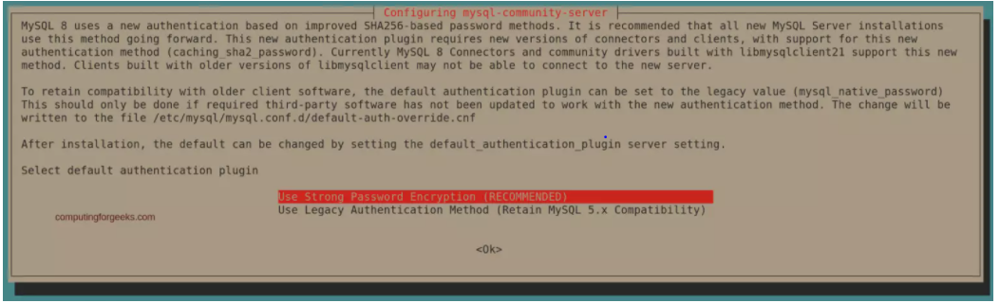 Configuring mysql-community-server
MySQL 8 uses a new authentication based on improved SHA256-based password methods. It is recommended that all new MySQL Server installations
use this method going forward. This new authentication plugin requires new versions of connectors and clients, with support for this new
authentication method (caching_sha2_password). Currently MySQL 8 Connectors and community drivers built with libmysqlclient21 support this new
method. Clients built with older versions of libmysqlclient may not be able to connect to the new server.
To retain compatibility with older client software, the default authentication plugin can be set to the legacy value (mysql_native_password)
This should only be done if required third-party software has not been updated to work with the new authentication method. The change will be
written to the file /etc/mysql/mysql.conf.d/default-auth-override.cnf
After installation, the default can be changed by setting the default_authentication_plugin server setting.
Select default authentication plugin
Use Strong Password Encryption (RECOMMENDED)
Use Legacy Authentication Method (Retain MySQL 5.x Compatibility)
computingforgeeks.com
<Ok>